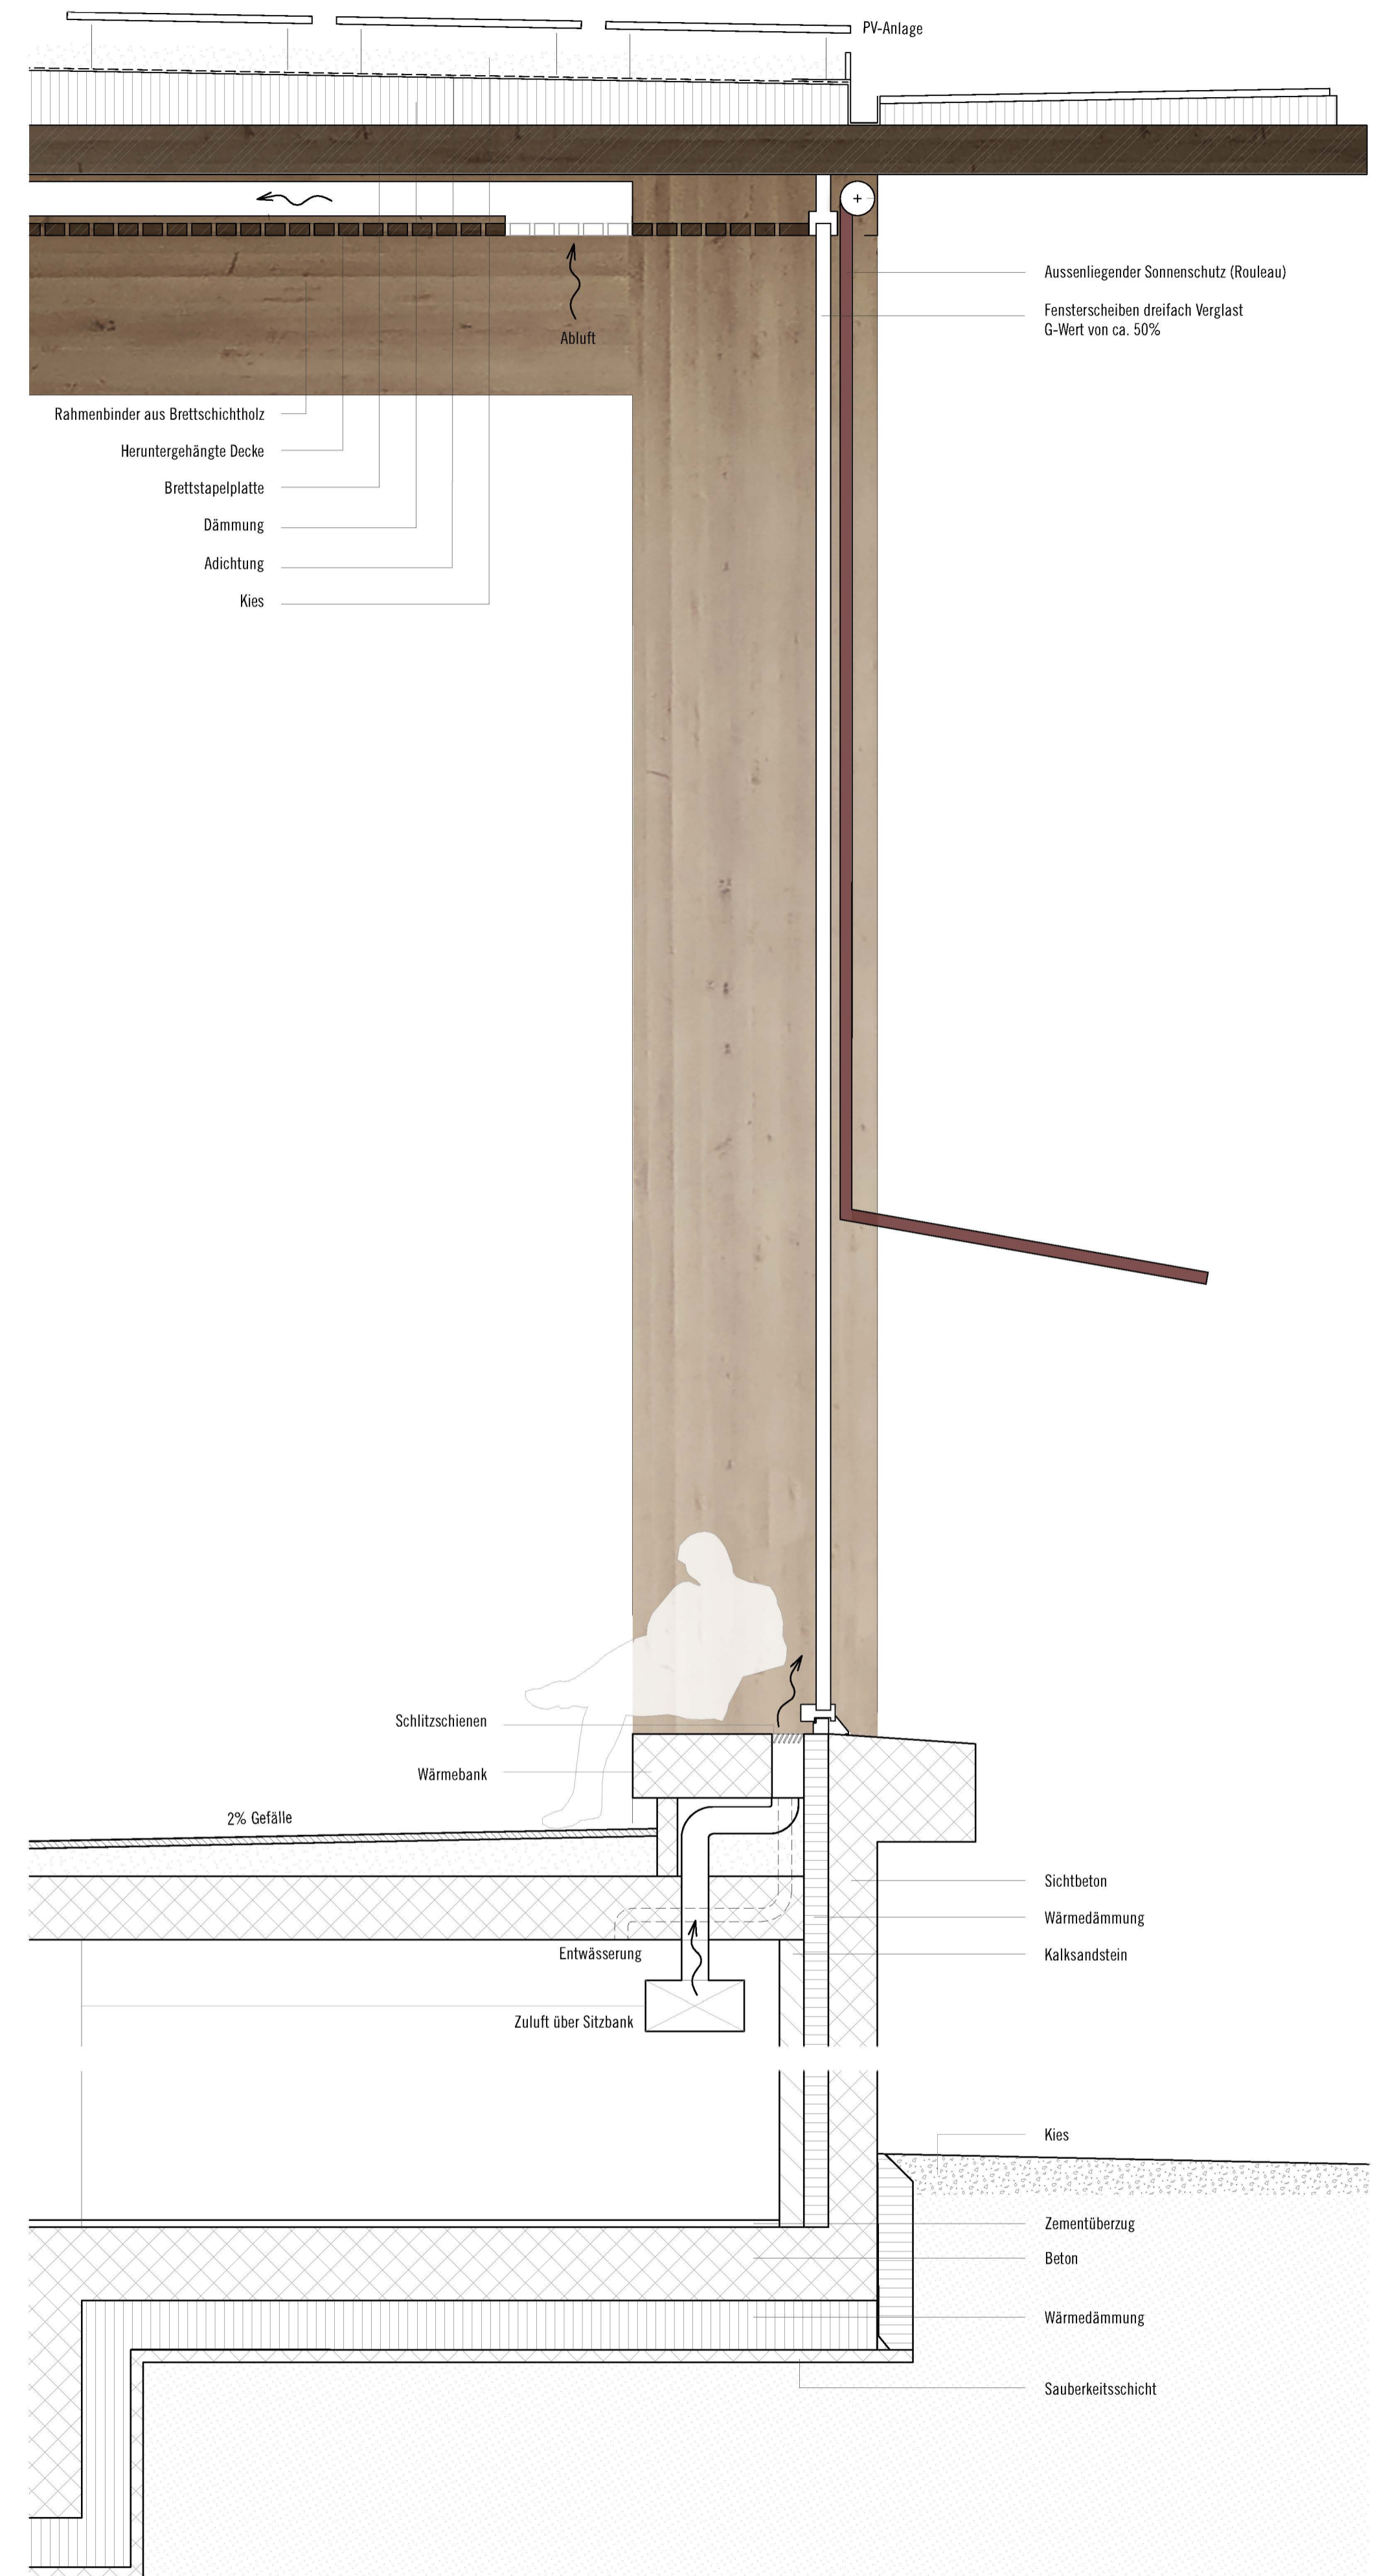 PV-Anlage
Aussenliegender Sonnenschutz (Rouleau)
Fensterscheiben dreifach Verglast
G-Wert von ca. 50%
Abluft
Rahmenbinder aus Brettschichtholz
Heruntergehängte Decke
Brettstapelplatte
Dämmung
Adichtung
Kies
Schlitzschienen
Wärmebank
2% Gefälle
Sichtbeton
Wärmedämmung
Kalksandstein
Entwässerung
Zuluft über Sitzbank
Kies
Zementüberzug
Beton
Wärmedämmung
Sauberkeitsschicht